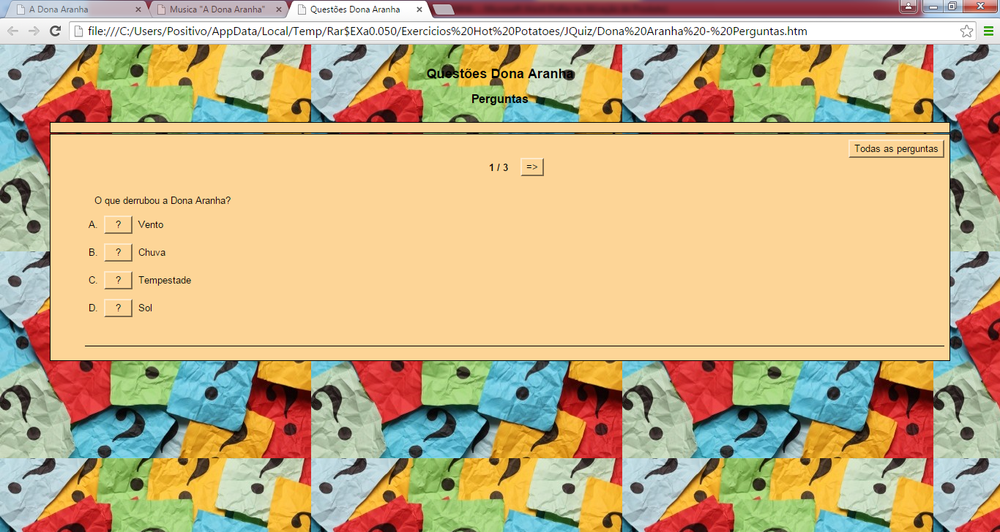 A Dona Aranha
Musica "A Dona Aranha"
Questões Dona Aranha
file:///C:/Users/Positivo/AppData/Local/Temp/Rar$EXa0.050/Exercicios%20Hot%20Potatoes/JQuiz/Dona%20Aranha%20-%20Perguntas.htm
Questões Dona Aranha
Perguntas
Todas as perguntas
1 / 3 =>
O que derrubou a Dona Aranha?
A. ? Vento
B. ? Chuva
C. ? Tempestade
D. ? Sol